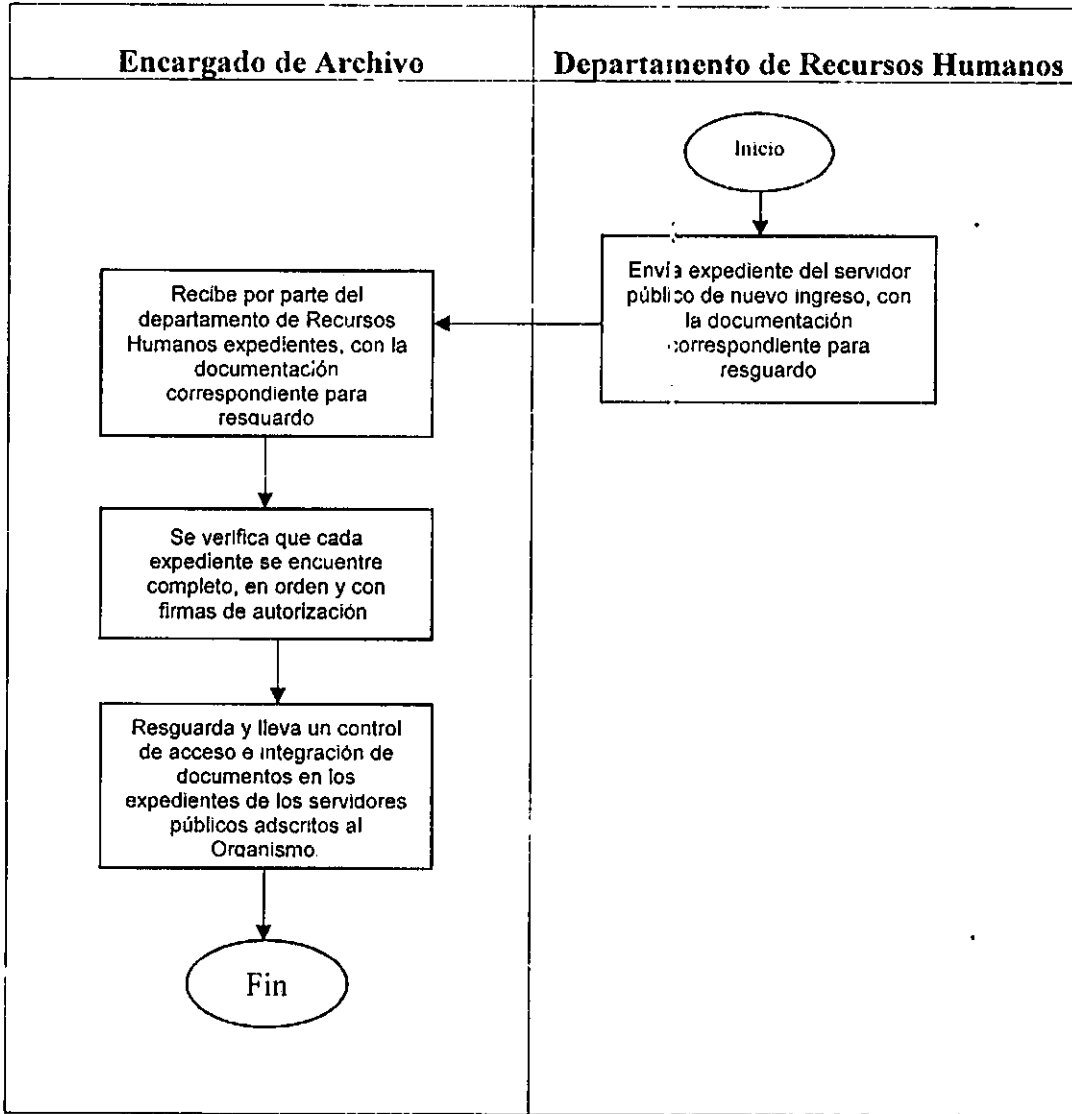 Encargado de Archivo
Departamento de Recursos Humanos
Inicio
Envía expediente del servidor
público de nuevo ingreso, con
la documentación
correspondiente para
resguardo
Recibe por parte del
departamento de Recursos
Humanos expedientes, con la
documentación
correspondiente para
resguardo
Se verifica que cada
expediente se encuentre
completo, en orden y con
firmas de autorización
Resguarda y lleva un control
de acceso e integración de
documentos en los
expedientes de los servidores
públicos adscritos al
Organismo.
Fin